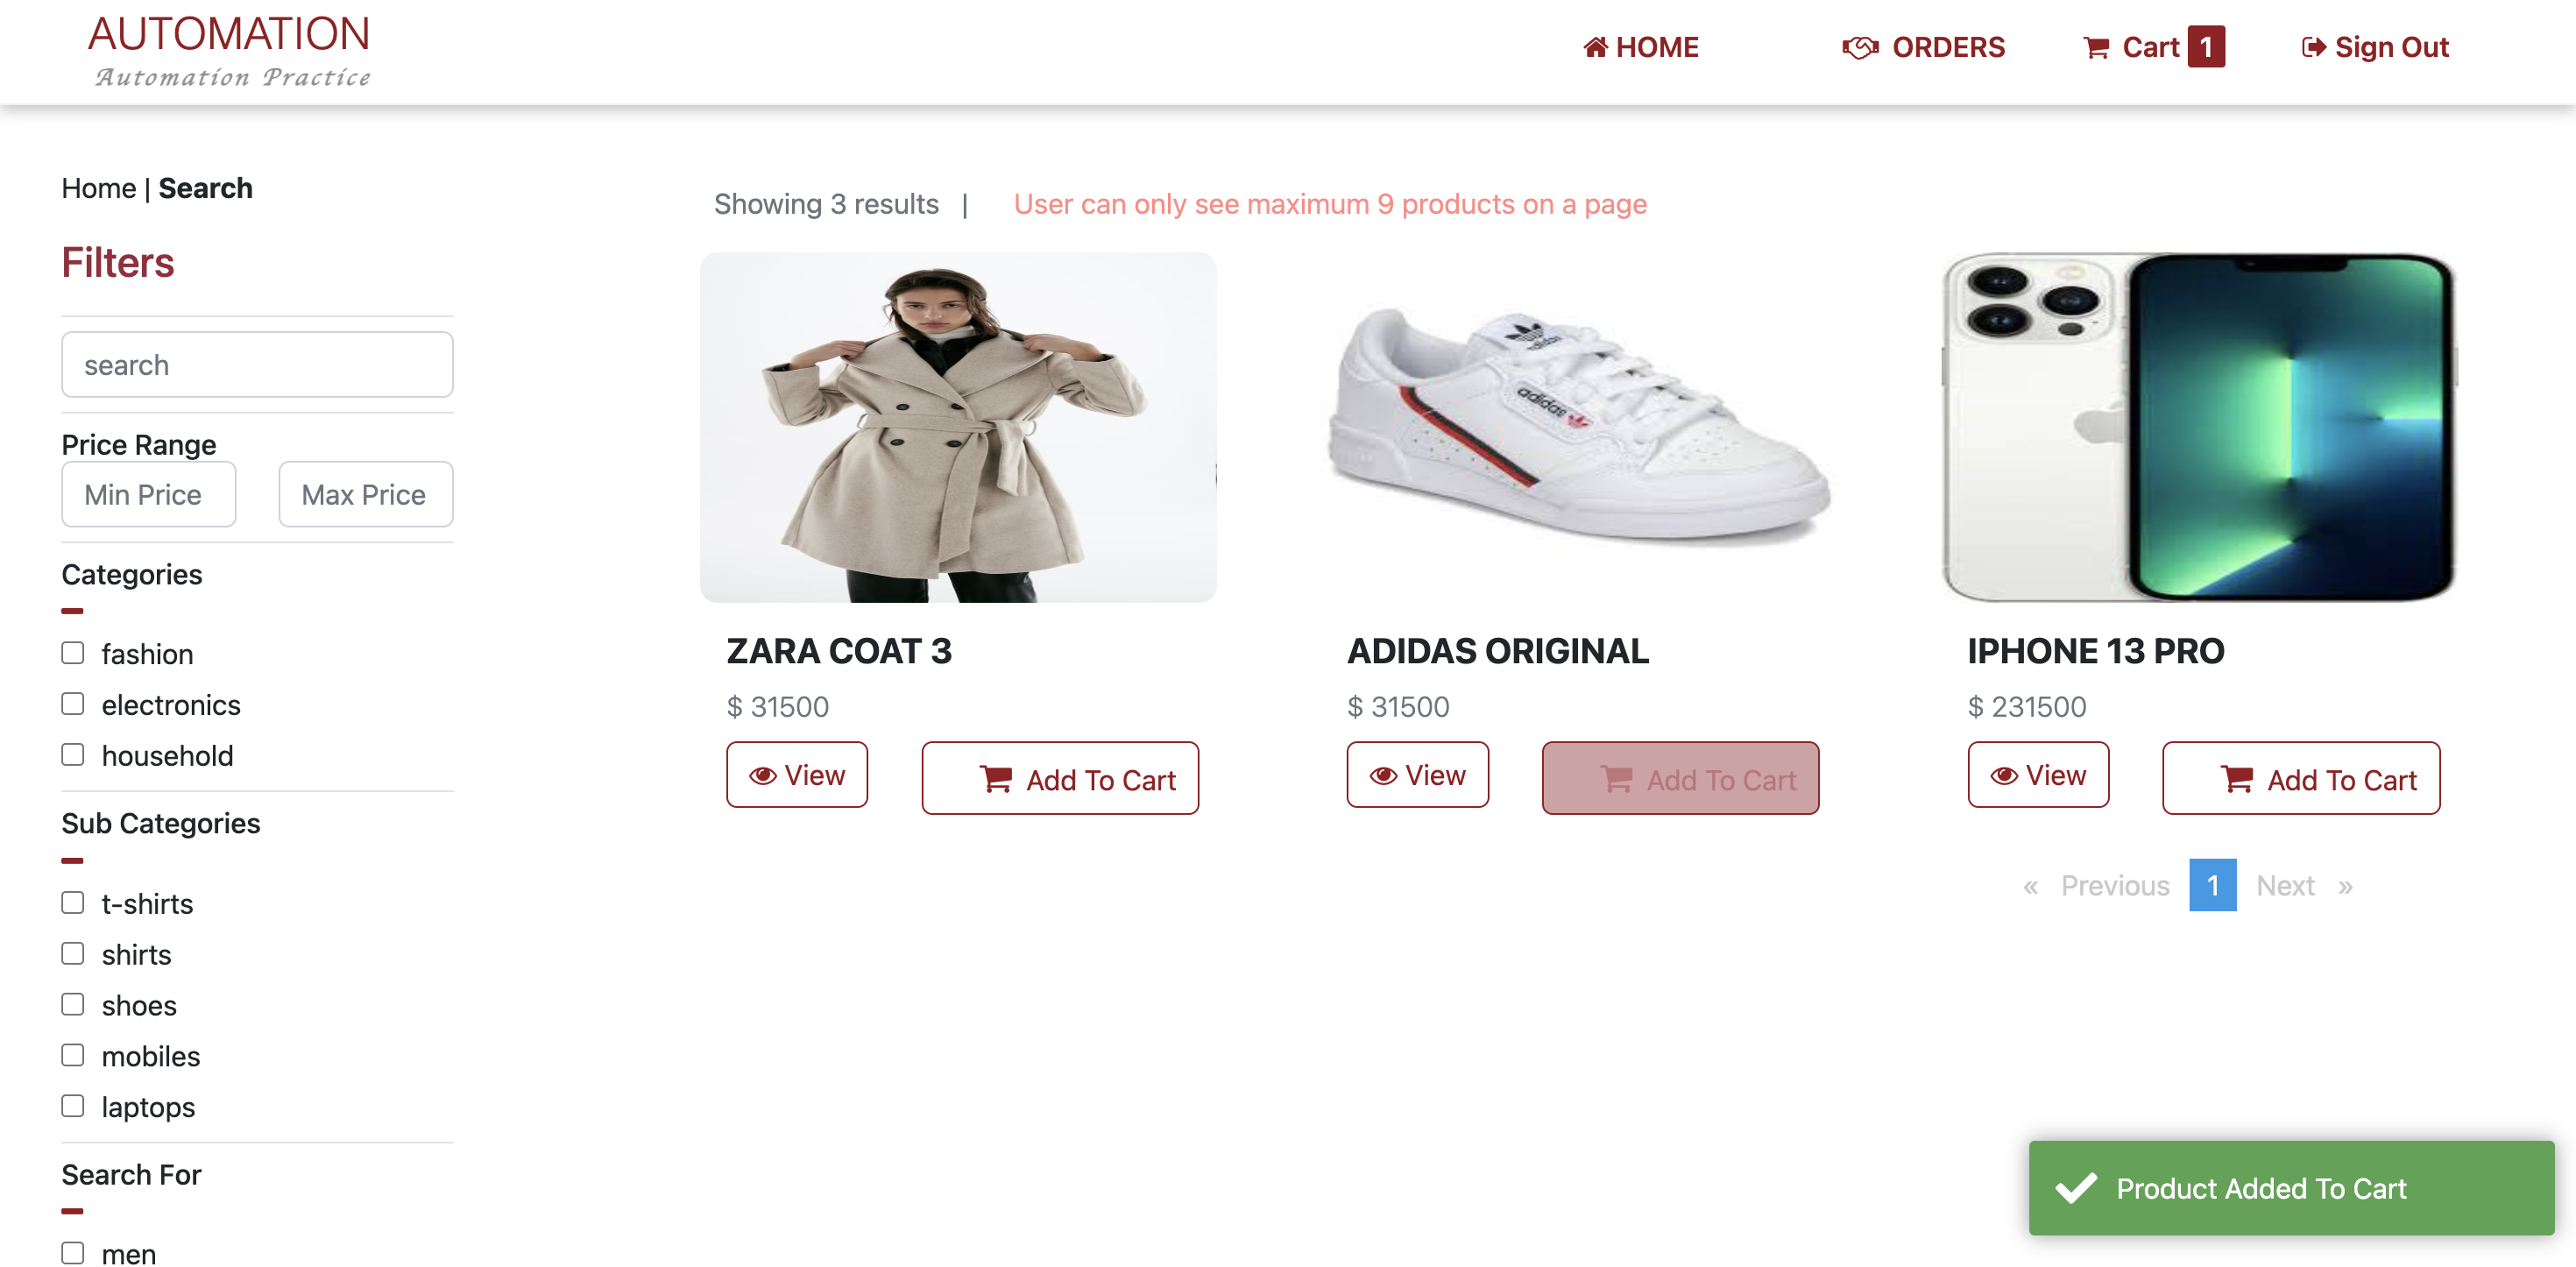 AUTOMATION
Automation Practice
HOME
ORDERS
Cart 1
Sign Out
Home | Search
Showing 3 results |
User can only see maximum 9 products on a page
Filters
search
Price Range
Min Price
Max Price
Categories
fashion
electronics
household
Sub Categories
t-shirts
shirts
shoes
mobiles
laptops
Search For
men
adidas
adidas
ZARA COAT 3
$ 31500
View
Add To Cart
ADIDAS ORIGINAL
$ 31500
View
Add To Cart
IPHONE 13 PRO
$ 231500
View
Add To Cart
« Previous 1 Next »
Product Added To Cart